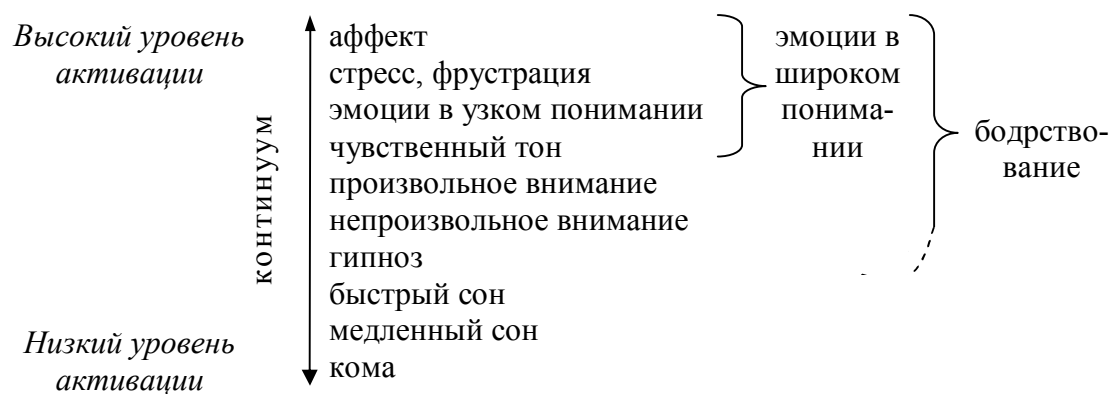 Высокий уровень
активации
континуум
аффект
стресс, фрустрация
эмоции в узком понимании
чувственный тон
произвольное внимание
непроизвольное внимание
гипноз
быстрый сон
медленный сон
кома
эмоции в
широком
понима-
нии
бодрство-
вание
Низкий уровень
активации